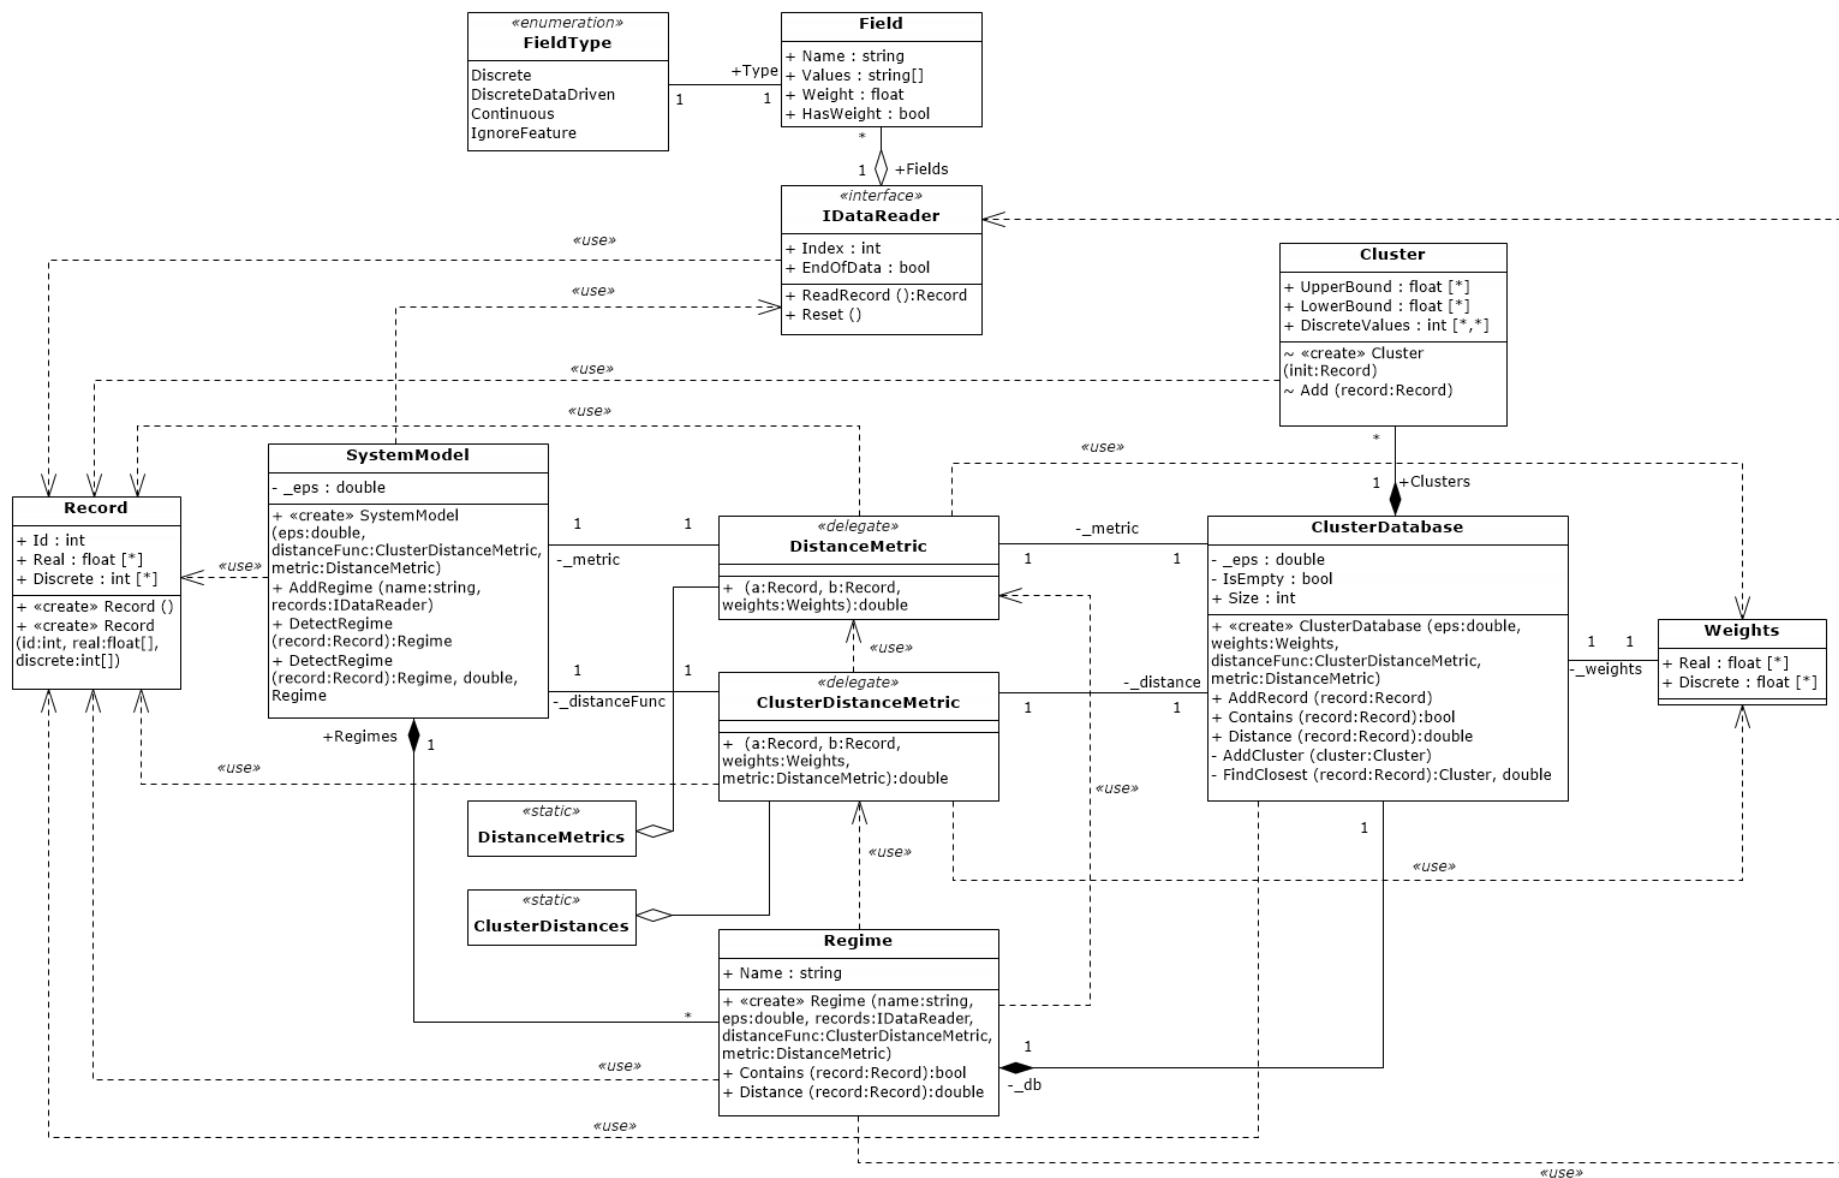 «enumeration»
FieldType
Discrete
DiscreteDataDriven
Continuous
IgnoreFeature
+Type
1
1
Field
+ Name : string
+ Values : string[]
+ Weight : float
+ HasWeight : bool
*
1
+Fields
«interface»
IDataReader
+ Index : int
+ EndOfData : bool
+ ReadRecord ():Record
+ Reset ()
«use»
«use»
«use»
«use»
Cluster
+ UpperBound : float [*]
+ LowerBound : float [*]
+ DiscreteValues : int [*,*]
~ «create» Cluster
(init:Record)
~ Add (record:Record)
*
1
+Clusters
«use»
Record
+ Id : int
+ Real : float [*]
+ Discrete : int [*]
+ «create» Record ()
+ «create» Record
(id:int, real:float[],
discrete:int[])
«use»
SystemModel
- _eps : double
+ «create» SystemModel
(eps:double,
distanceFunc:ClusterDistanceMetric,
metric:DistanceMetric)
+ AddRegime (name:string,
records:IDataReader)
+ DetectRegime
(record:Record):Regime
+ DetectRegime
(record:Record):Regime, double,
Regime
1
1
-_metric
1
1
-_distanceFunc
+Regimes
1
*
«delegate»
DistanceMetric
+  (a:Record, b:Record,
weights:Weights):double
«use»
«delegate»
ClusterDistanceMetric
+  (a:Record, b:Record,
weights:Weights,
metric:DistanceMetric):double
-_metric
1
1
-_distance
1
1
ClusterDatabase
- _eps : double
- IsEmpty : bool
+ Size : int
+ «create» ClusterDatabase (eps:double,
weights:Weights,
distanceFunc:ClusterDistanceMetric,
metric:DistanceMetric)
+ AddRecord (record:Record)
+ Contains (record:Record):bool
+ Distance (record:Record):double
- AddCluster (cluster:Cluster)
- FindClosest (record:Record):Cluster, double
1
1
-_weights
Weights
+ Real : float [*]
+ Discrete : float [*]
«use»
«use»
«use»
«use»
«static»
DistanceMetrics
«static»
ClusterDistances
Regime
+ Name : string
+ «create» Regime (name:string,
eps:double, records:IDataReader,
distanceFunc:ClusterDistanceMetric,
metric:DistanceMetric)
+ Contains (record:Record):bool
+ Distance (record:Record):double
1
1
-_db
«use»
«use»
«use»